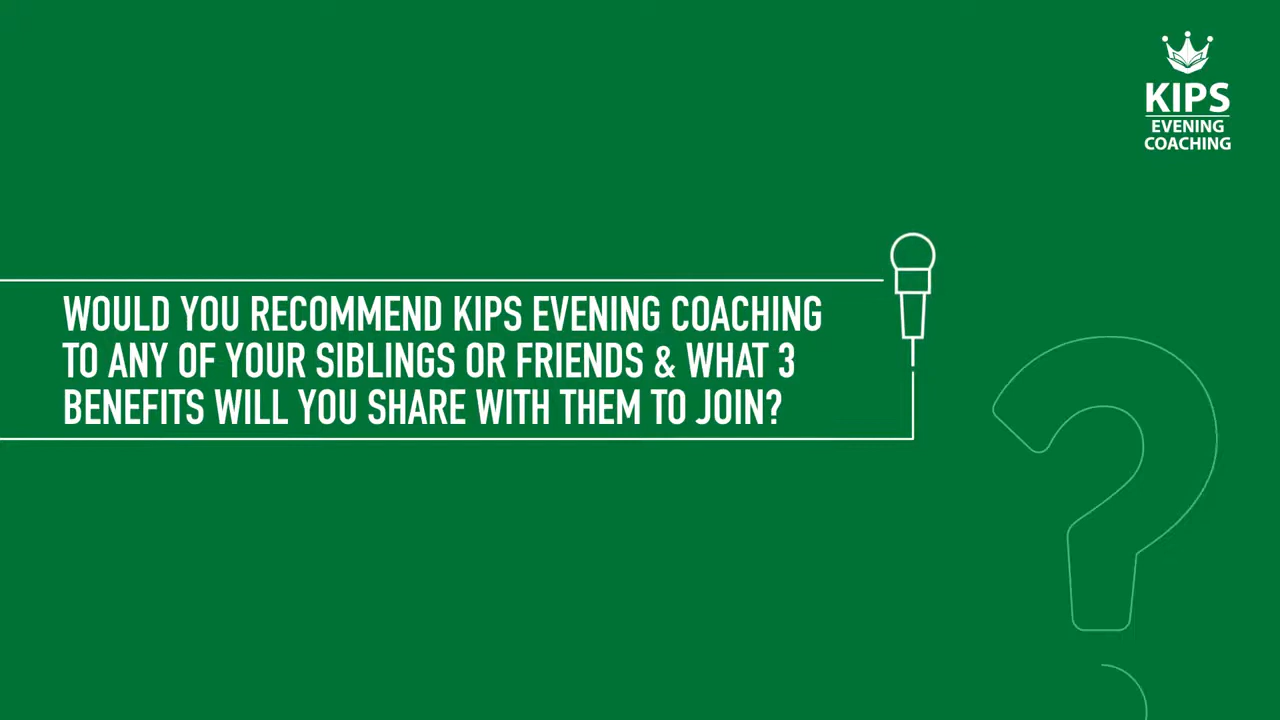 KIPS
EVENING
COACHING
WOULD YOU RECOMMEND KIPS EVENING COACHING
TO ANY OF YOUR SIBLINGS OR FRIENDS & WHAT 3
BENEFITS WILL YOU SHARE WITH THEM TO JOIN?